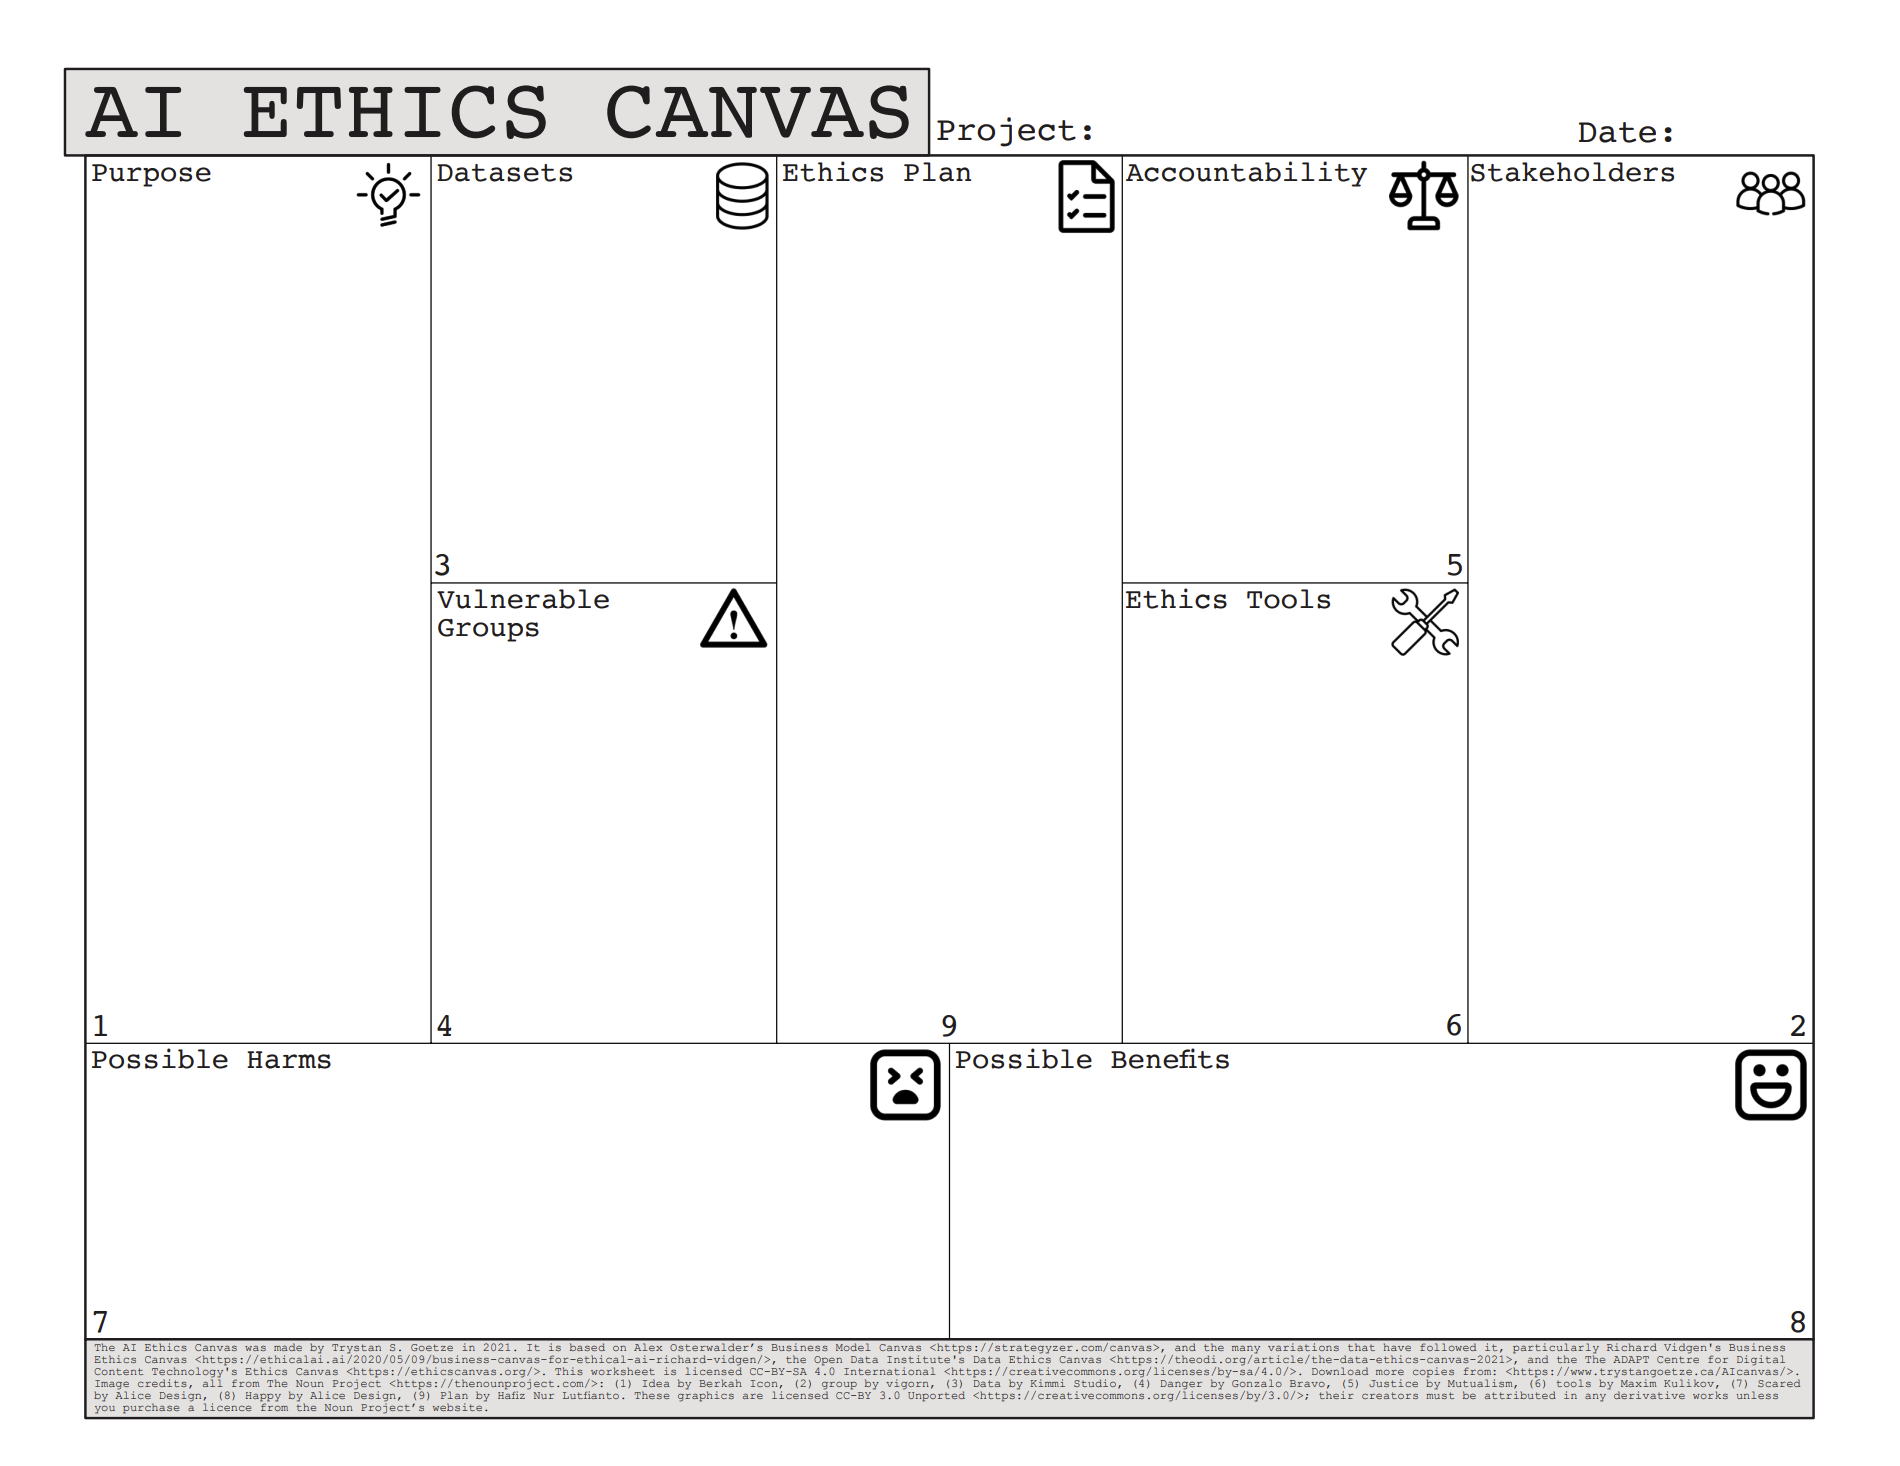 AI ETHICS CANVAS
Project:
Date:
Purpose
Datasets
Ethics Plan
Accountability
Stakeholders
3
5
Vulnerable
Groups
Ethics Tools
1
4
9
6
2
Possible Harms
Possible Benefits
7
8
The AI Ethics Canvas was made by Trystan S. Goetze in 2021. It is based on Alex Osterwalder’s Business Model Canvas <https://strategyzer.com/canvas>, and the many variations that have followed it, particularly Richard Vidgen's Business
Ethics Canvas <https://ethicalai.ai/2020/05/09/business-canvas-for-ethical-ai-richard-vidgen/>, the Open Data Institute's Data Ethics Canvas <https://theodi.org/article/the-data-ethics-canvas-2021>, and the The ADAPT Centre for Digital
Content Technology's Ethics Canvas <https://ethicscanvas.org/>. This worksheet is licensed CC-BY-SA 4.0 International <https://creativecommons.org/licenses/by-sa/4.0/>. Download more copies from: <https://www.trystangoetze.ca/AIcanvas/>.
Image credits, all from The Noun Project <https://thenounproject.com/>: (1) Idea by Berkah Icon, (2) group by vigorn, (3) Data by Kimmi Studio, (4) Danger by Gonzalo Bravo, (5) Justice by Mutualism, (6) tools by Maxim Kulikov, (7) Scared
by Alice Design, (8) Happy by Alice Design, (9) Plan by Hafiz Nur Lutfianto. These graphics are licensed CC-BY 3.0 Unported <https://creativecommons.org/licenses/by/3.0/>; their creators must be attributed in any derivative works unless
you purchase a licence from the Noun Project’s website.